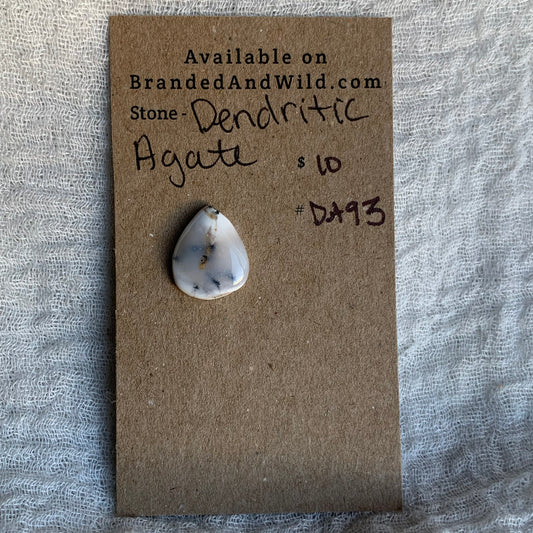 Available on
BrandedAndWild.com
Stone - Dendritic
Agate $ 10
# DA93